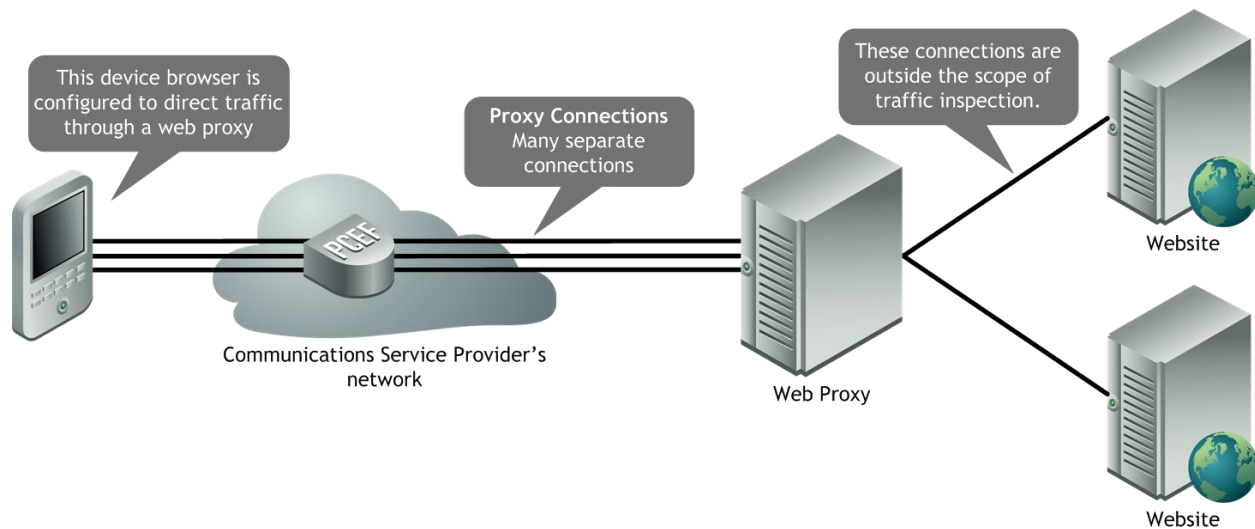 This device browser is
configured to direct traffic
through a web proxy
Proxy Connections
Many separate
connections
These connections are
outside the scope of
traffic inspection.
PCEF
Communications Service Provider's
network
Web Proxy
Website
Website